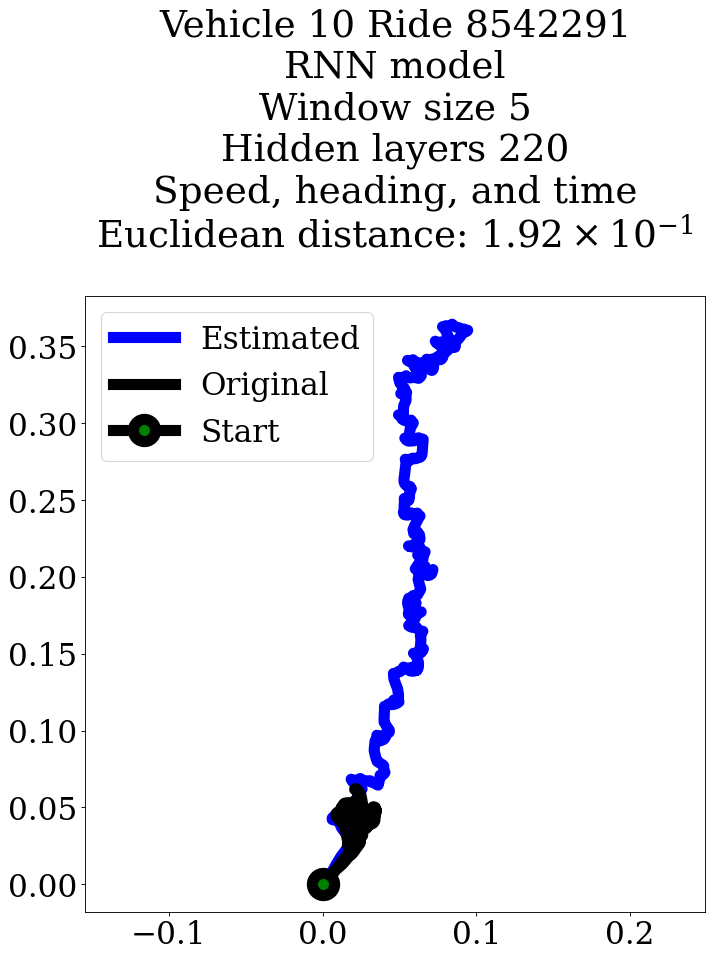 Vehicle 10 Ride 8542291
RNN model
Window size 5
Hidden layers 220
Speed, heading, and time
Euclidean distance: 1.92 × 10⁻¹
Estimated
Original
Start
0.35
0.30
0.25
0.20
0.15
0.10
0.05
0.00
−0.1 0.0 0.1 0.2